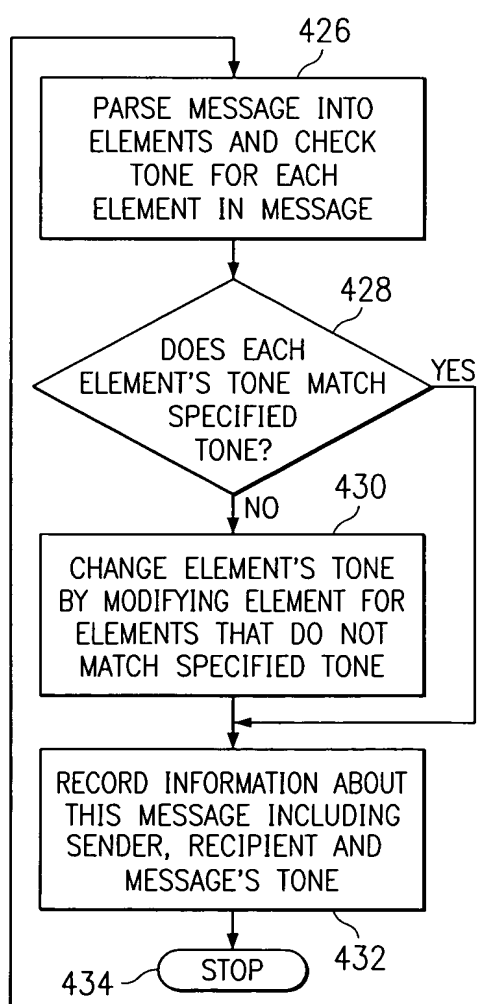 426
PARSE MESSAGE INTO
ELEMENTS AND CHECK
TONE FOR EACH
ELEMENT IN MESSAGE
428
DOES EACH
ELEMENT'S TONE MATCH
SPECIFIED
TONE?
YES
NO
430
CHANGE ELEMENT'S TONE
BY MODIFYING ELEMENT FOR
ELEMENTS THAT DO NOT
MATCH SPECIFIED TONE
RECORD INFORMATION ABOUT
THIS MESSAGE INCLUDING
SENDER, RECIPIENT AND
MESSAGE'S TONE
432
434
STOP